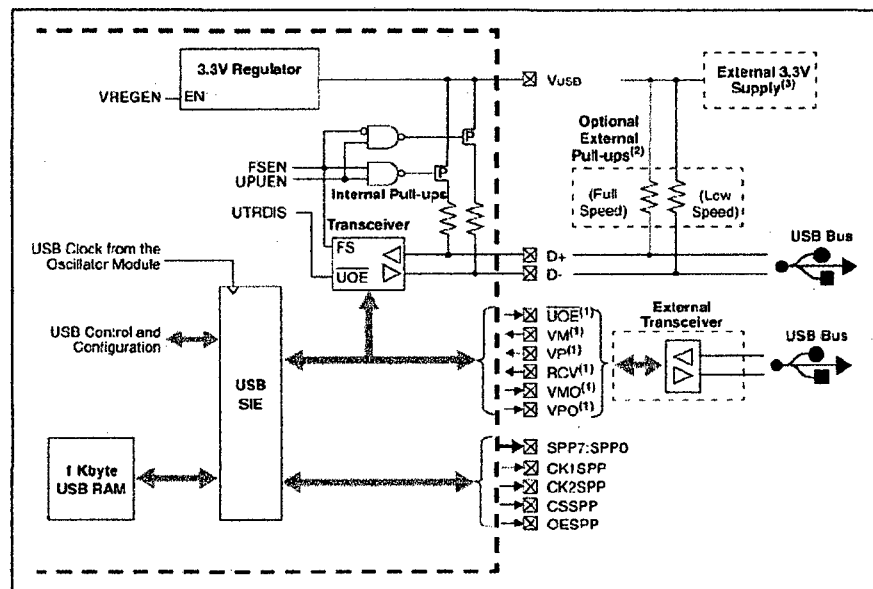 3.3V Regulator
VREGEN
EN
VUSB
External 3.3V
Supply(3)
Optional
External
Pull-ups(2)
FSEN
UPUEN
Internal Pull-ups
(Full
Speed)
(Low
Speed)
UTRDIS
Transceiver
FS
UOE
USB Clock from the
Oscillator Module
D+
D-
USB Bus
USB Control and
Configuration
USB
SIE
UOE(1)
VM(1)
VP(1)
RCV(1)
VMO(1)
VPO(1)
External
Transceiver
USB Bus
1 Kbyte
USB RAM
SPP7:SPP0
CK1SPP
CK2SPP
CSSPP
OESPP
P
P